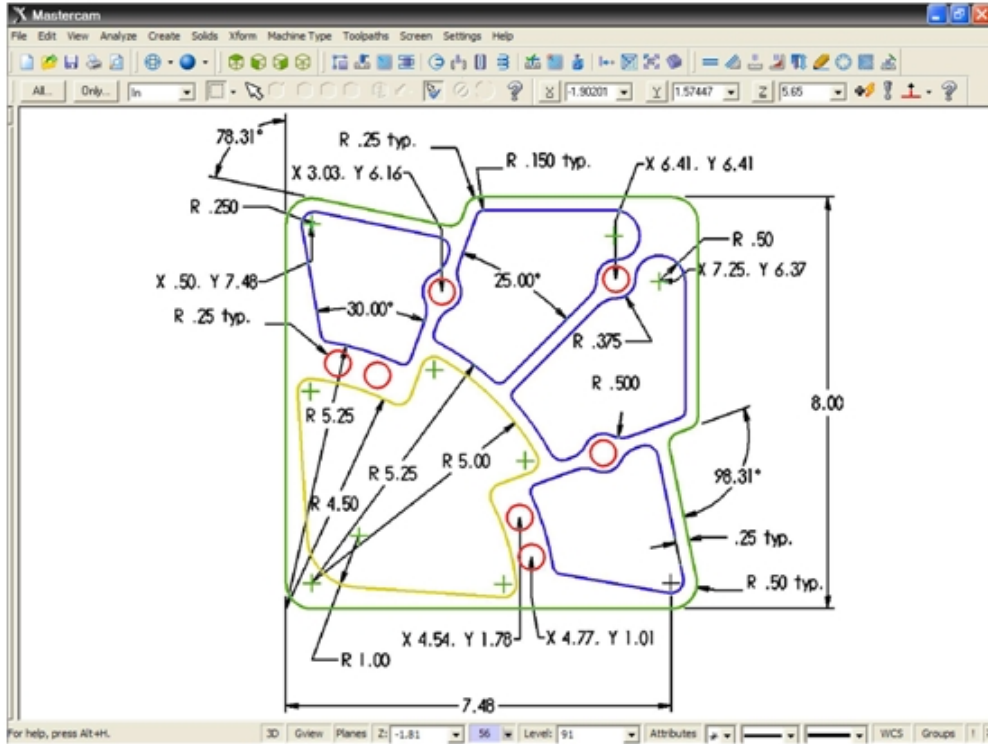 Mastercam
File Edit View Analyze Create Solids Xform Machine Type Toolpaths Screen Settings Help
All... Only... In X -1.90201 Y 1.57447 Z 5.65
78.31°
R .25 typ.
R .150 typ.
X 3.03. Y 6.16
X 6.41. Y 6.41
R .250
R .50
X 7.25. Y 6.37
X .50. Y 7.48
25.00°
R .25 typ.
30.00°
R .375
R .500
8.00
R 5.25
R 5.25
R 5.00
98.31°
R 4.50
.25 typ.
R .50 typ.
X 4.54. Y 1.78
X 4.77. Y 1.01
R 1.00
7.48
For help, press Alt+H. 3D Gview Planes Z: -1.81 56 Level: 91 Attributes WCS Groups !